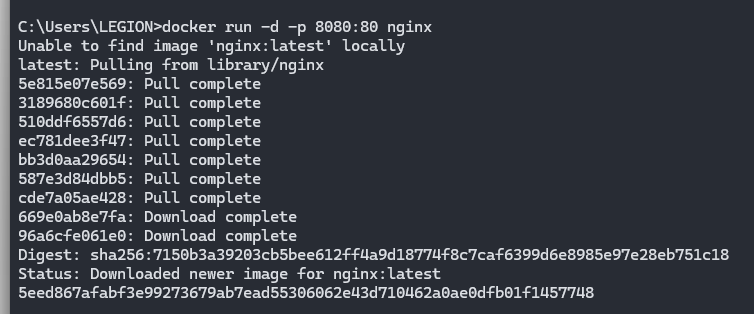 C:\Users\LEGION>docker run -d -p 8080:80 nginx
Unable to find image 'nginx:latest' locally
latest: Pulling from library/nginx
5e815e07e569: Pull complete
3189680c601f: Pull complete
510ddf6557d6: Pull complete
ec781dee3f47: Pull complete
bb3d0aa29654: Pull complete
587e3d84dbb5: Pull complete
cde7a05ae428: Pull complete
669e0ab8e7fa: Download complete
96a6cfe061e0: Download complete
Digest: sha256:7150b3a39203cb5bee612ff4a9d18774f8c7caf6399d6e8985e97e28eb751c18
Status: Downloaded newer image for nginx:latest
5eed867afabf3e99273679ab7ead55306062e43d710462a0ae0dfb01f1457748